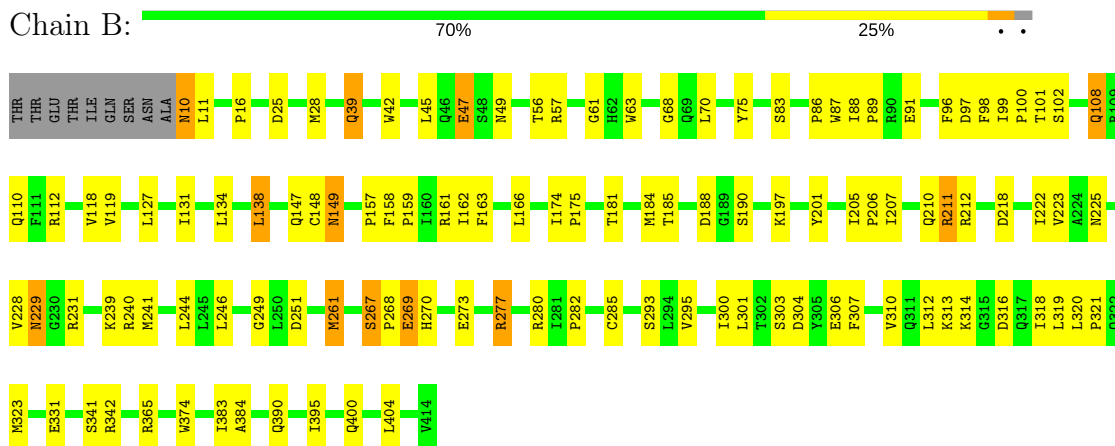 Chain B:
70% 25% • •
THR THR GLU THR ILE GLN SER ASN ALA N10 L11 P16 D25 M28 Q39 W42 L45 Q46 E47 S48 N49 T56 R57 G61 H62 W63 G68 Q69 L70 Y75 S83 P86 W87 I88 P89 R90 E91 F96 D97 F98 I99 P100 T101 S102 Q108 R109
Q110 F111 R112 V118 V119 L127 I131 L134 L138 Q147 C148 N149 P157 F158 P159 I160 R161 I162 F163 L166 I174 P175 T181 M184 T185 D188 G189 S190 K197 Y201 I205 P206 I207 Q210 R211 R212 D218 I222 V223 A224 N225
V228 N229 G230 R231 K239 R240 M241 L244 L245 L246 G249 L250 D251 M261 S267 P268 E269 H270 E273 R277 R280 I281 P282 C285 S293 L294 V295 I300 L301 T302 S303 D304 Y305 E306 F307 V310 Q311 L312 K313 K314 G315 D316 Q317 I318 L319 L320 P321
M323 E331 S341 R342 R365 W374 I383 A384 Q390 I395 Q400 L404 V414